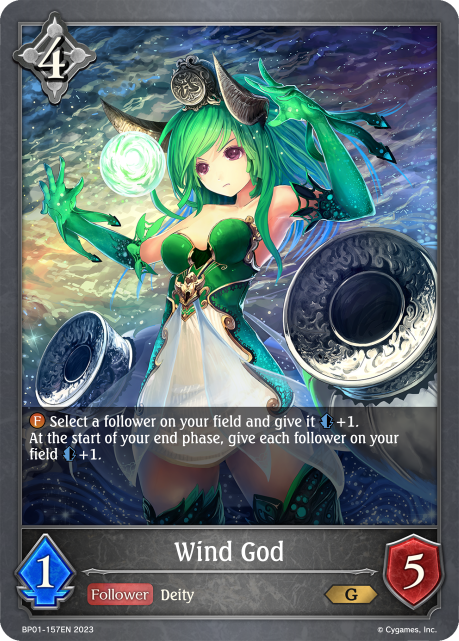 4
F Select a follower on your field and give it +1.
At the start of your end phase, give each follower on your
field +1.
Wind God
1
Follower Deity
G
5
BP01-157EN 2023
© Cygames, Inc.